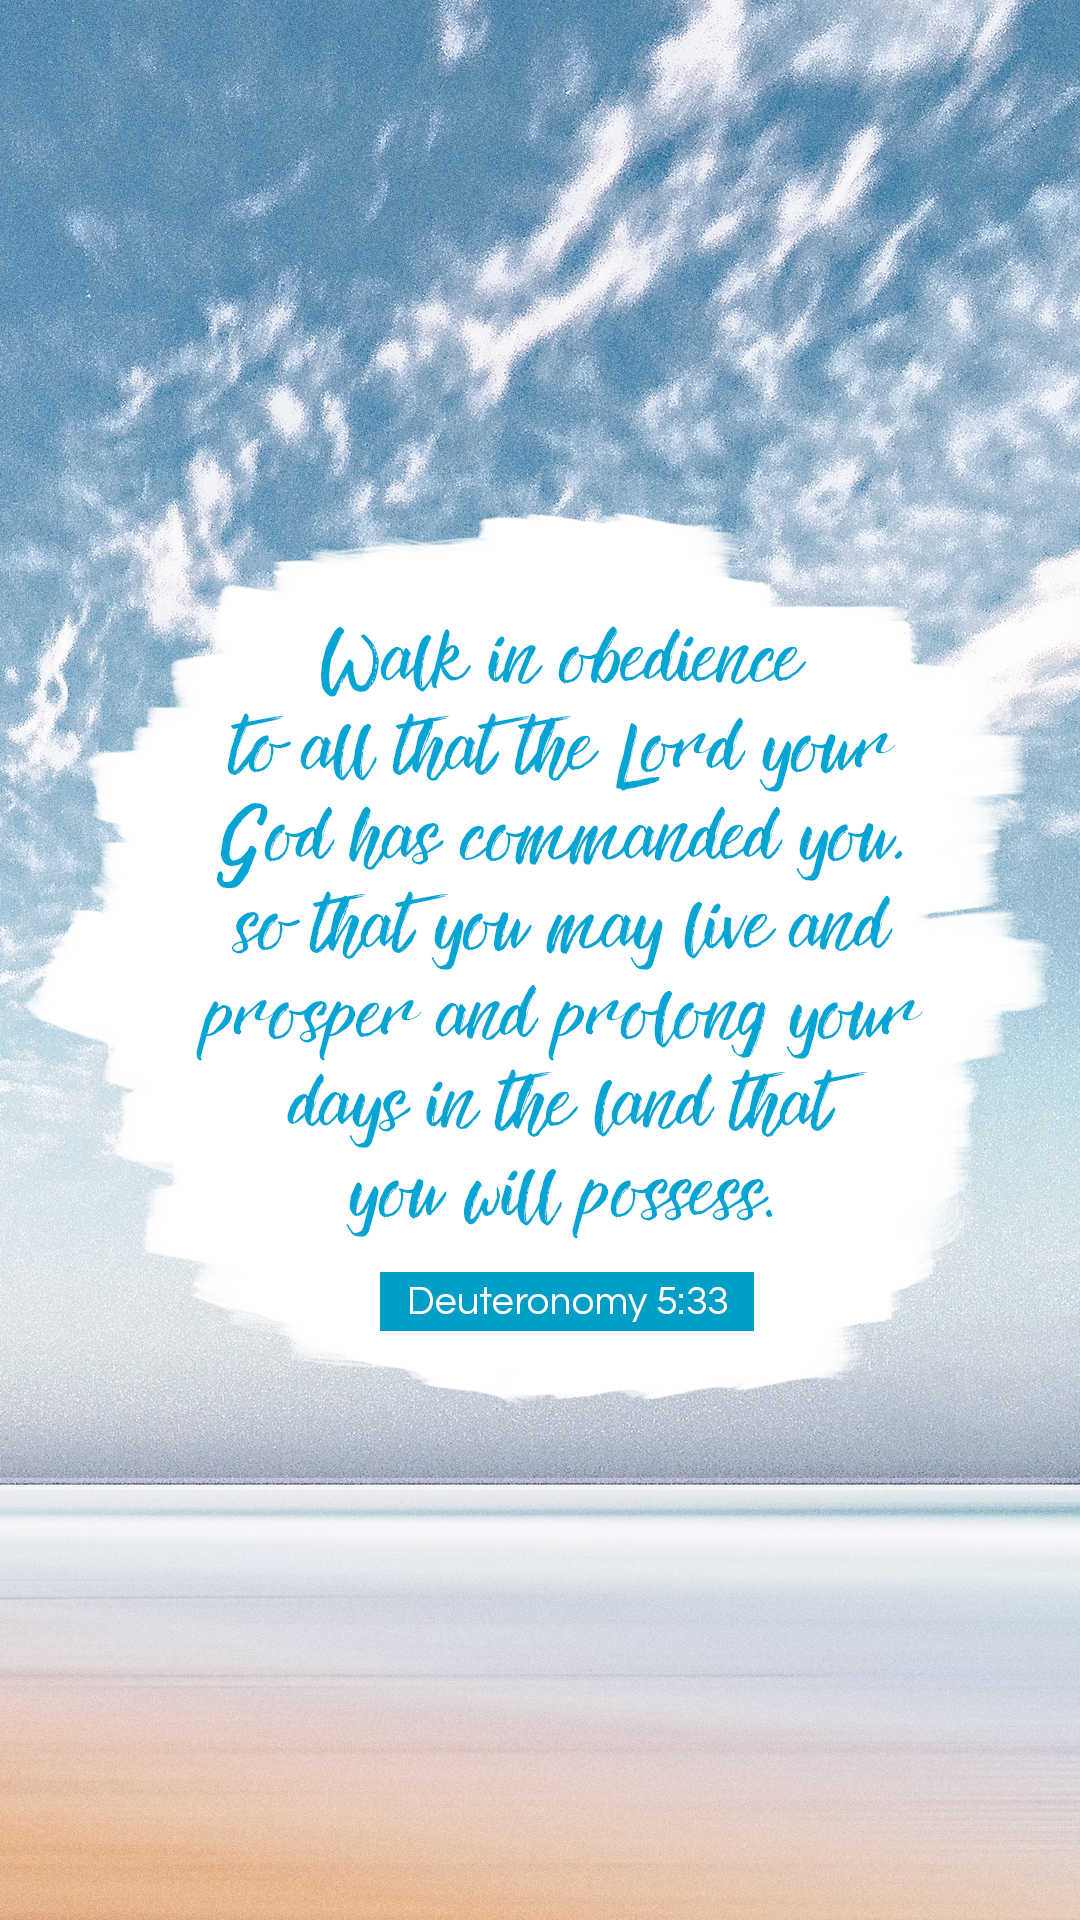 Walk in obedience
to all that the Lord your
God has commanded you.
so that you may live and
prosper and prolong your
days in the land that
you will possess.
Deuteronomy 5:33